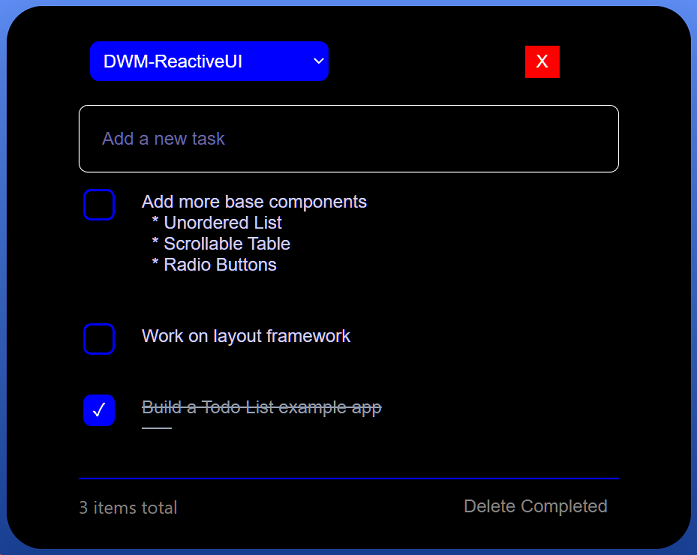 DWM-ReactiveUI
X
Add a new task
Add more base components
* Unordered List
* Scrollable Table
* Radio Buttons
Work on layout framework
Build a Todo List example app
3 items total
Delete Completed